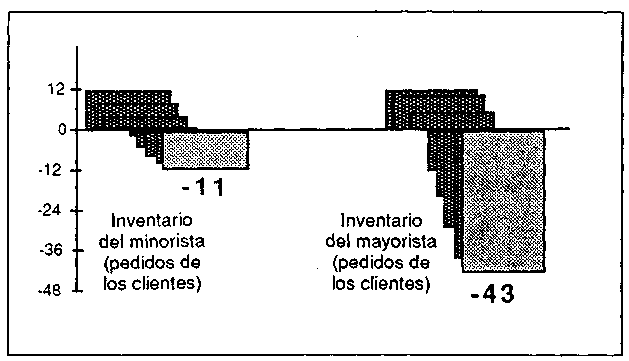 12
0
-12
-24
-36
-48
-11
Inventario
del minorista
(pedidos de
los clientes)
Inventario
del mayorista
(pedidos de
los clientes)
-43